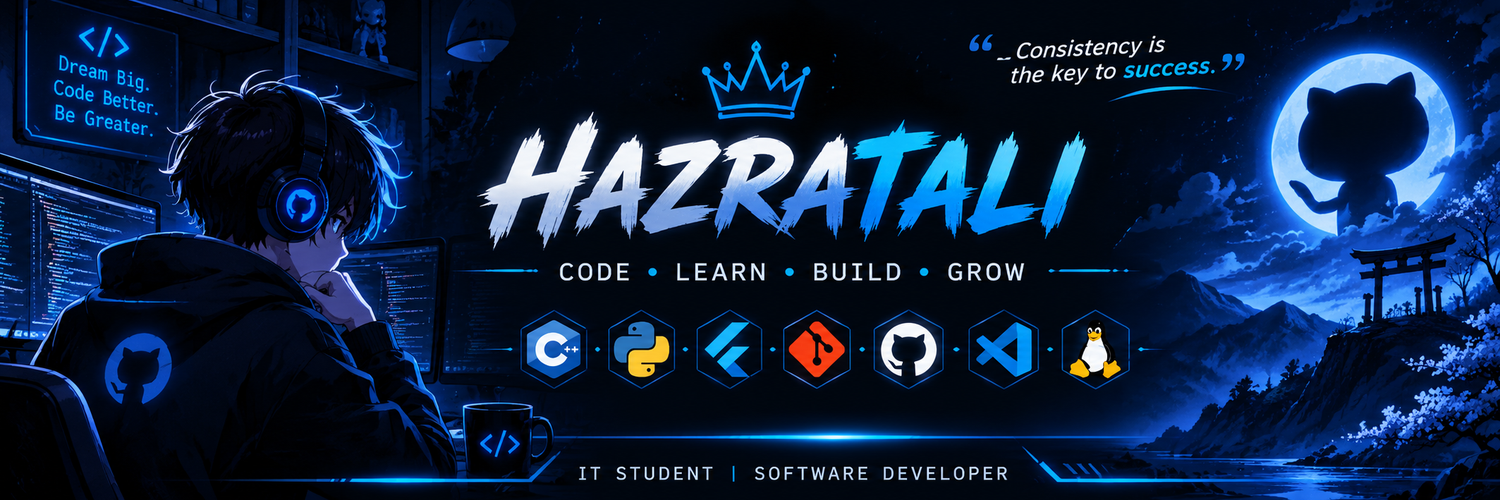 </>
Dream Big.
Code Better.
Be Greater.
“ -- Consistency is
the key to success. ”
HAZRATALI
CODE • LEARN • BUILD • GROW
C++
</>
IT STUDENT | SOFTWARE DEVELOPER